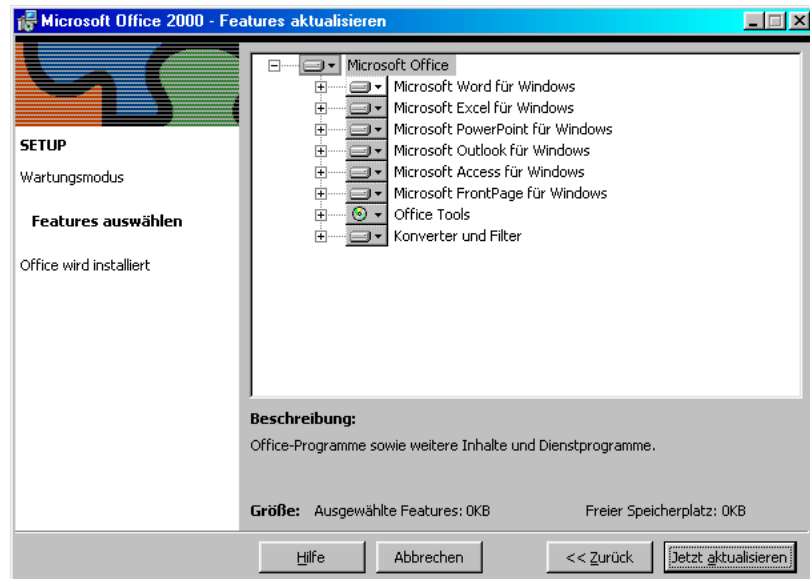 Microsoft Office 2000 - Features aktualisieren
SETUP
Wartungsmodus
Features auswählen
Office wird installiert
Microsoft Office
Microsoft Word für Windows
Microsoft Excel für Windows
Microsoft PowerPoint für Windows
Microsoft Outlook für Windows
Microsoft Access für Windows
Microsoft FrontPage für Windows
Office Tools
Konverter und Filter
Beschreibung:
Office-Programme sowie weitere Inhalte und Dienstprogramme.
Größe: Ausgewählte Features: 0KB Freier Speicherplatz: 0KB
Hilfe Abbrechen << Zurück Jetzt aktualisieren